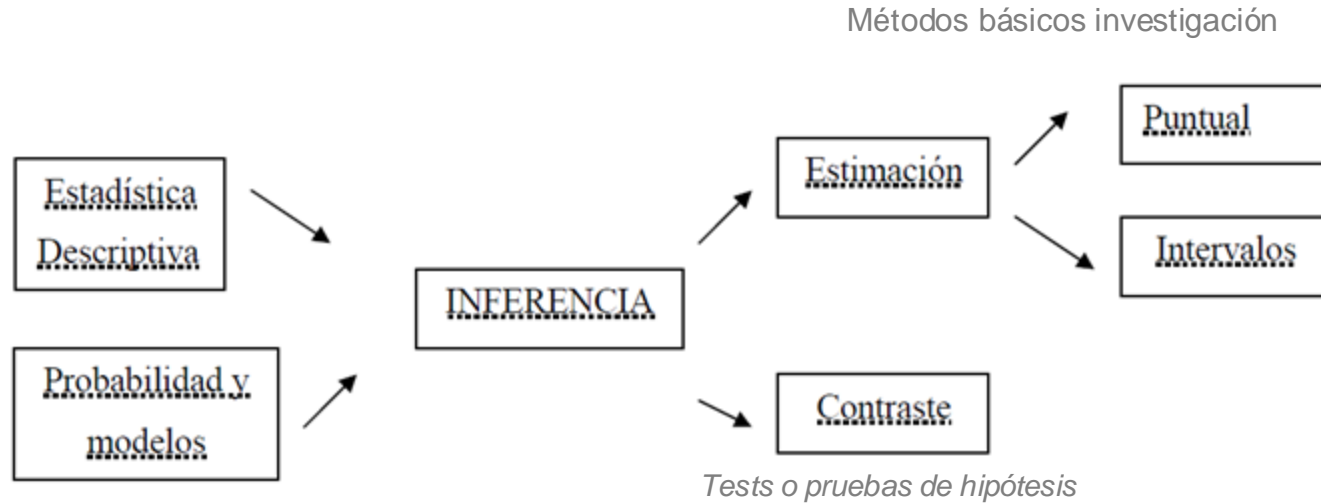 Métodos básicos investigación
Estadística
Descriptiva
Probabilidad y
modelos
INFERENCIA
Estimación
Puntual
Intervalos
Contraste
Tests o pruebas de hipótesis